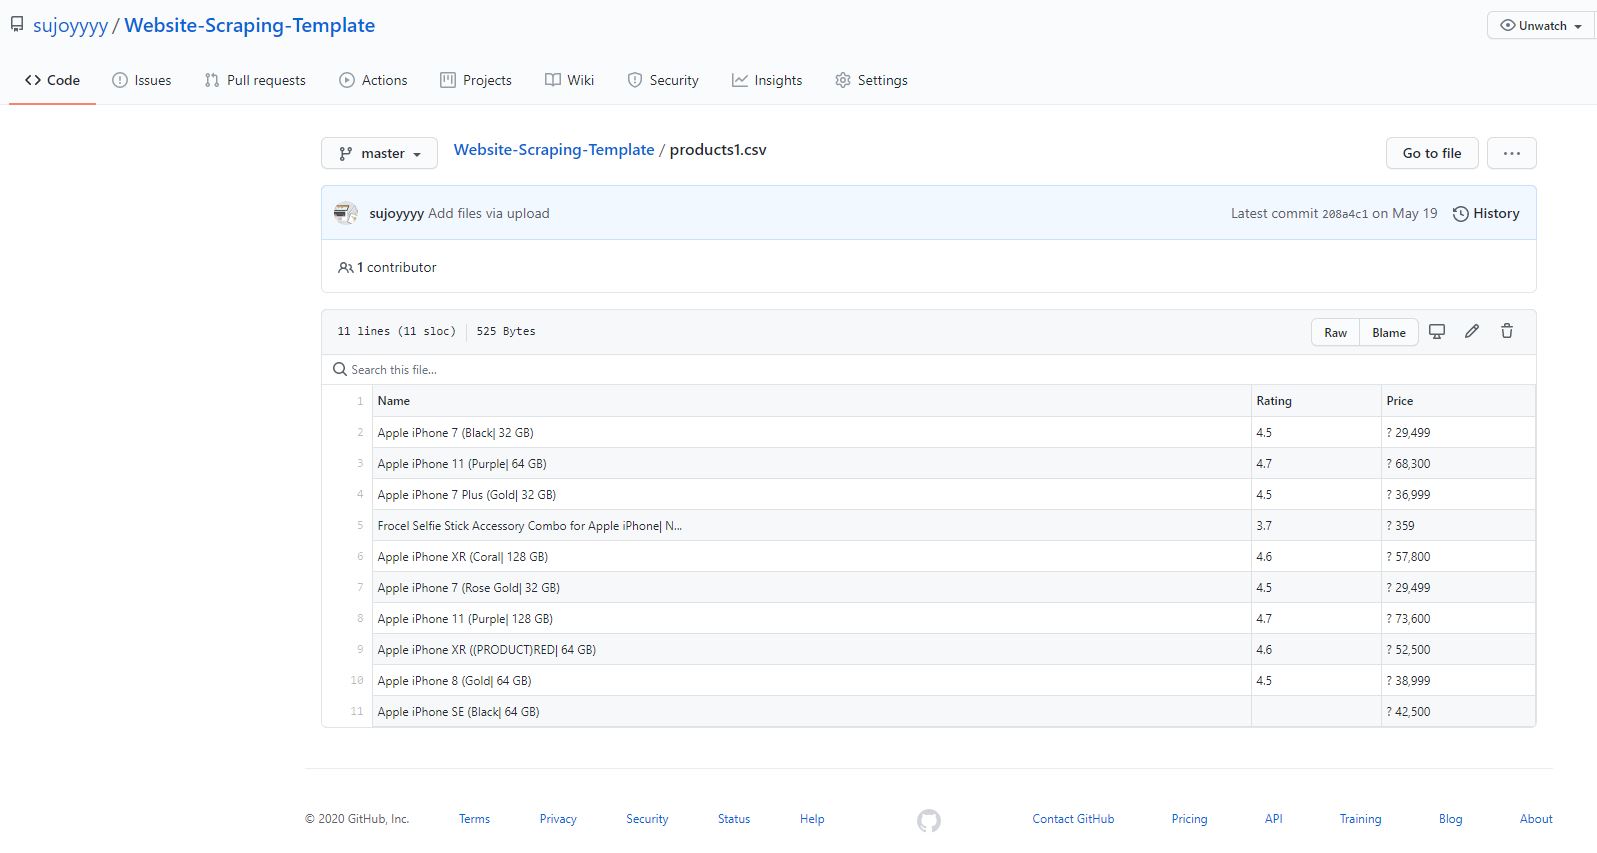 sujoyyyy / Website-Scraping-Template
Unwatch
Code Issues Pull requests Actions Projects Wiki Security Insights Settings
master Website-Scraping-Template / products1.csv Go to file ...
sujoyyyy Add files via upload Latest commit 208a4c1 on May 19 History
1 contributor
11 lines (11 sloc) 525 Bytes Raw Blame
Search this file...
1 Name Rating Price
2 Apple iPhone 7 (Black| 32 GB) 4.5 ? 29,499
3 Apple iPhone 11 (Purple| 64 GB) 4.7 ? 68,300
4 Apple iPhone 7 Plus (Gold| 32 GB) 4.5 ? 36,999
5 Frocel Selfie Stick Accessory Combo for Apple iPhone| N... 3.7 ? 359
6 Apple iPhone XR (Coral| 128 GB) 4.6 ? 57,800
7 Apple iPhone 7 (Rose Gold| 32 GB) 4.5 ? 29,499
8 Apple iPhone 11 (Purple| 128 GB) 4.7 ? 73,600
9 Apple iPhone XR ((PRODUCT)RED| 64 GB) 4.6 ? 52,500
10 Apple iPhone 8 (Gold| 64 GB) 4.5 ? 38,999
11 Apple iPhone SE (Black| 64 GB) ? 42,500
© 2020 GitHub, Inc. Terms Privacy Security Status Help Contact GitHub Pricing API Training Blog About